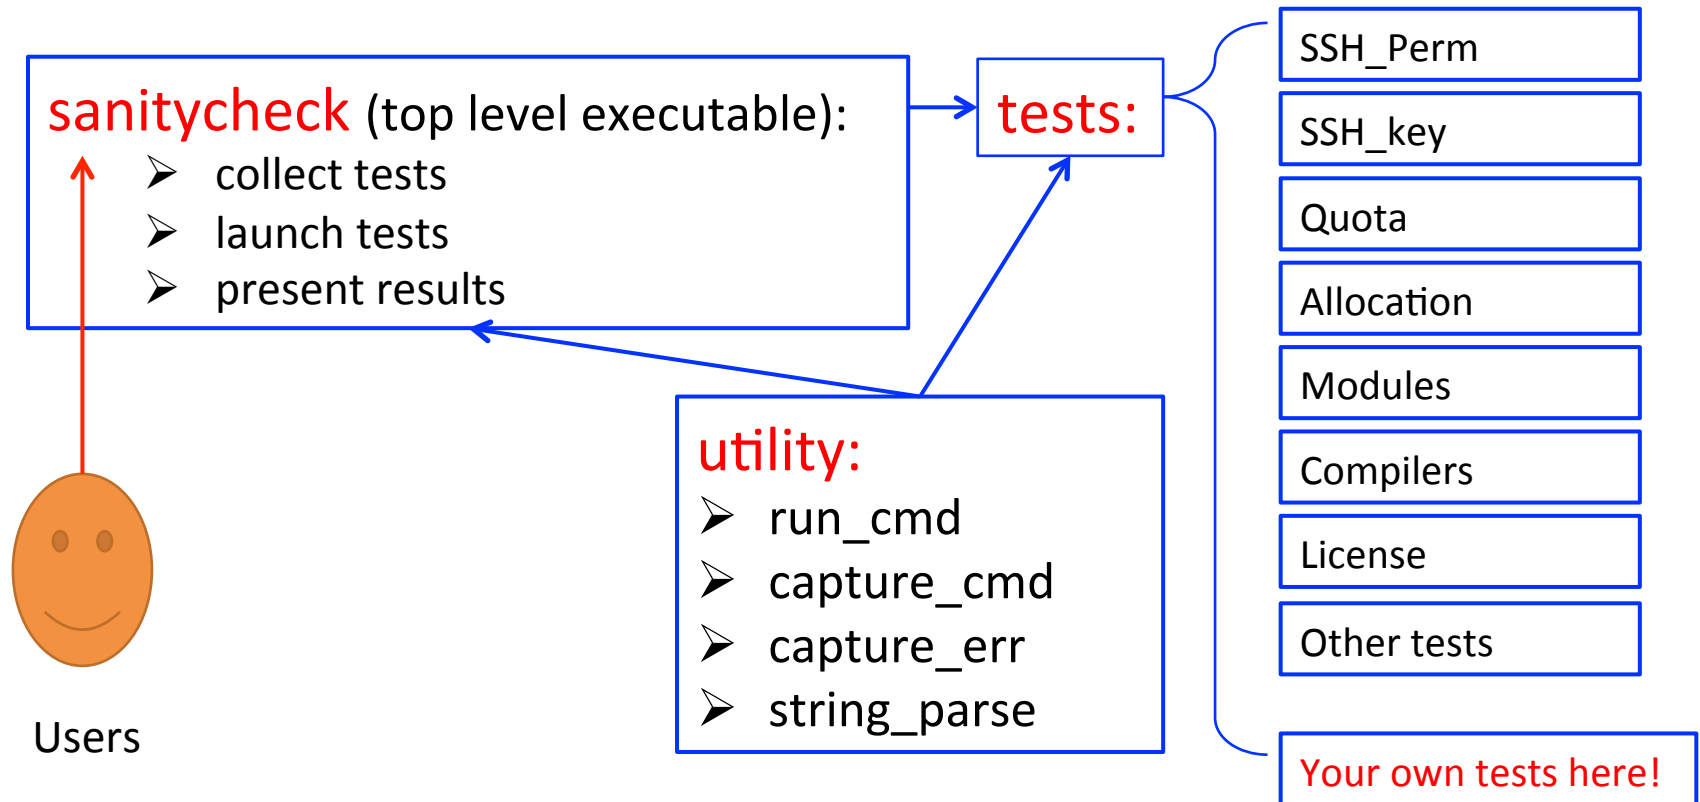 sanitycheck (top level executable):
➢ collect tests
➢ launch tests
➢ present results
tests:
SSH_Perm
SSH_key
Quota
Allocation
Modules
Compilers
License
Other tests
Your own tests here!
utility:
➢ run_cmd
➢ capture_cmd
➢ capture_err
➢ string_parse
Users